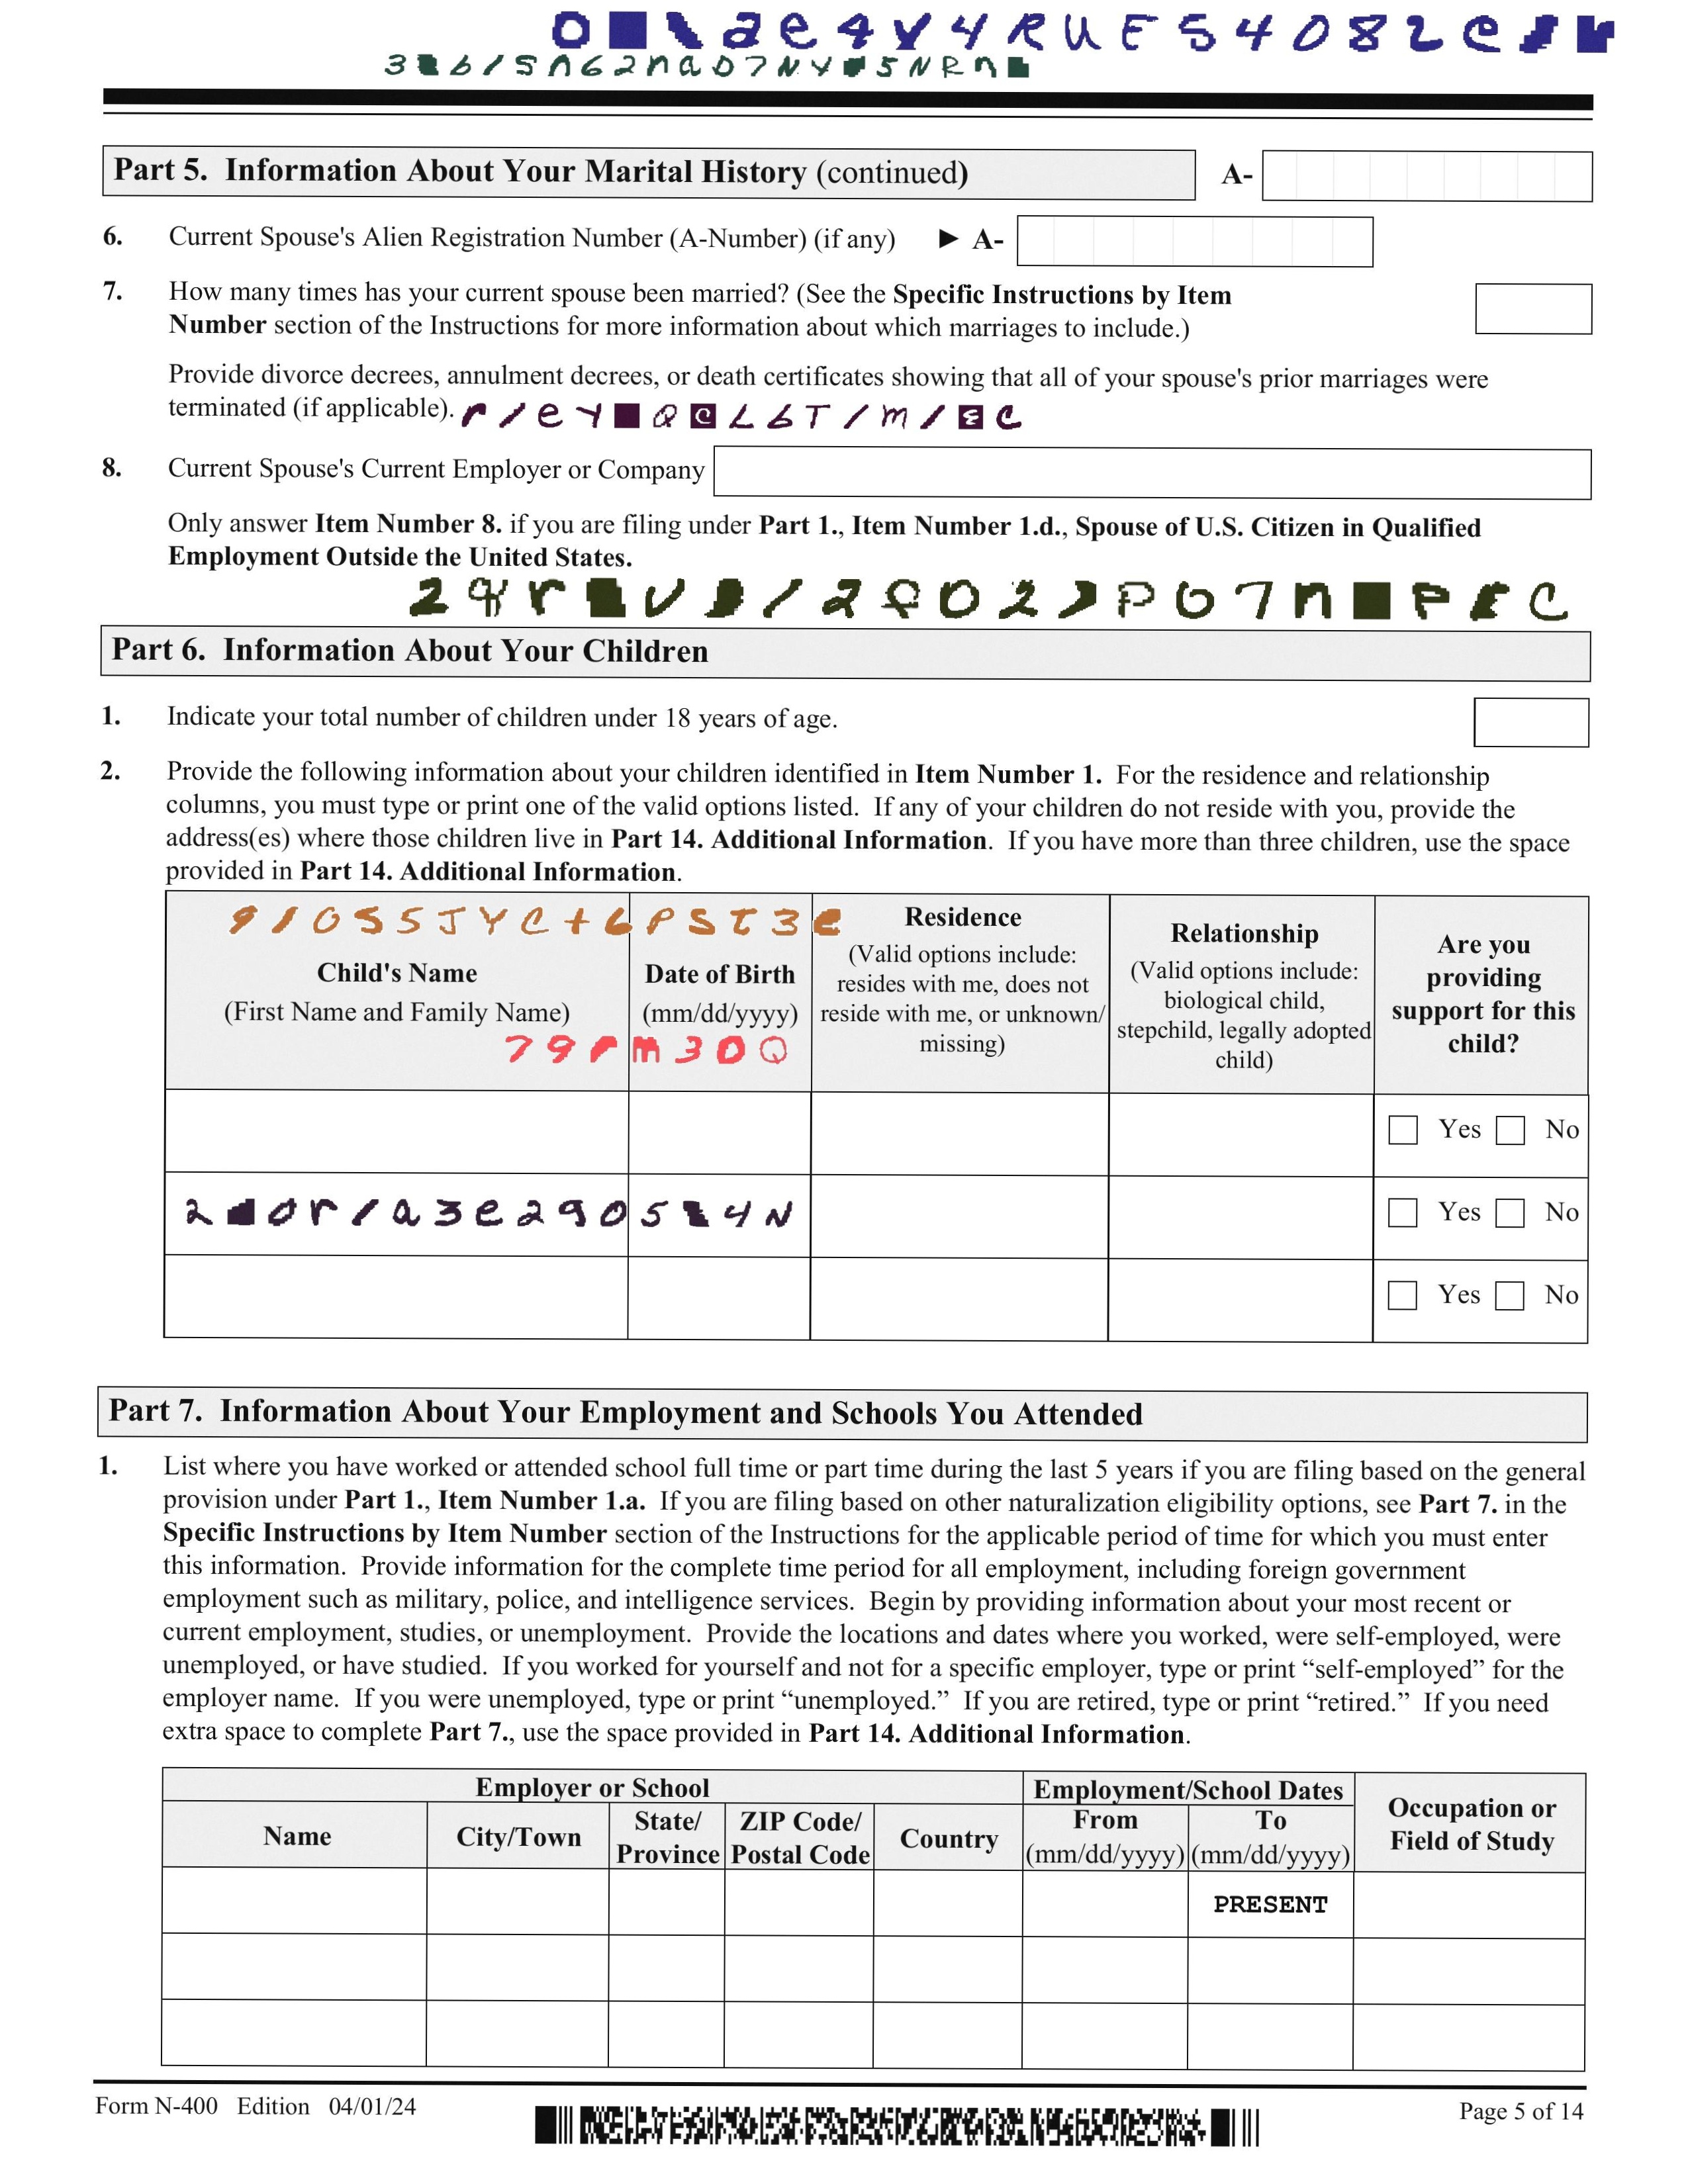 Part 5. Information About Your Marital History (continued) A-
6. Current Spouse's Alien Registration Number (A-Number) (if any) ► A-
7. How many times has your current spouse been married? (See the Specific Instructions by Item
Number section of the Instructions for more information about which marriages to include.)
Provide divorce decrees, annulment decrees, or death certificates showing that all of your spouse's prior marriages were
terminated (if applicable).
8. Current Spouse's Current Employer or Company
Only answer Item Number 8. if you are filing under Part 1., Item Number 1.d., Spouse of U.S. Citizen in Qualified
Employment Outside the United States.
Part 6. Information About Your Children
1. Indicate your total number of children under 18 years of age.
2. Provide the following information about your children identified in Item Number 1. For the residence and relationship
columns, you must type or print one of the valid options listed. If any of your children do not reside with you, provide the
address(es) where those children live in Part 14. Additional Information. If you have more than three children, use the space
provided in Part 14. Additional Information.
Child's Name
(First Name and Family Name)
Date of Birth
(mm/dd/yyyy)
Residence
(Valid options include:
resides with me, does not
reside with me, or unknown/
missing)
Relationship
(Valid options include:
biological child,
stepchild, legally adopted
child)
Are you
providing
support for this
child?
Yes No
Yes No
Yes No
Part 7. Information About Your Employment and Schools You Attended
1. List where you have worked or attended school full time or part time during the last 5 years if you are filing based on the general
provision under Part 1., Item Number 1.a. If you are filing based on other naturalization eligibility options, see Part 7. in the
Specific Instructions by Item Number section of the Instructions for the applicable period of time for which you must enter
this information. Provide information for the complete time period for all employment, including foreign government
employment such as military, police, and intelligence services. Begin by providing information about your most recent or
current employment, studies, or unemployment. Provide the locations and dates where you worked, were self-employed, were
unemployed, or have studied. If you worked for yourself and not for a specific employer, type or print “self-employed” for the
employer name. If you were unemployed, type or print “unemployed.” If you are retired, type or print “retired.” If you need
extra space to complete Part 7., use the space provided in Part 14. Additional Information.
Employer or School
Employment/School Dates
Occupation or
Field of Study
Name
City/Town
State/
Province
ZIP Code/
Postal Code
Country
From
(mm/dd/yyyy)
To
(mm/dd/yyyy)
PRESENT
Form N-400 Edition 04/01/24
Page 5 of 14